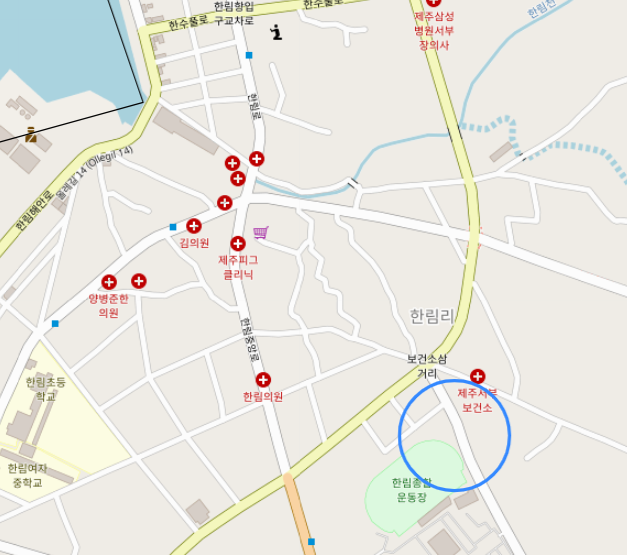 한림항입
구교차로
한수풀로
한수풀로
제주삼성
병원서부
장의사
한림천
한림로
올레길 14 (Ollegil 14)
한림해안로
김의원
제주피그
클리닉
양병준한
의원
한림리
한림중앙로
보건소삼
거리
한림초등
학교
한림의원
제주서부
보건소
한림여자
중학교
한림종합
운동장